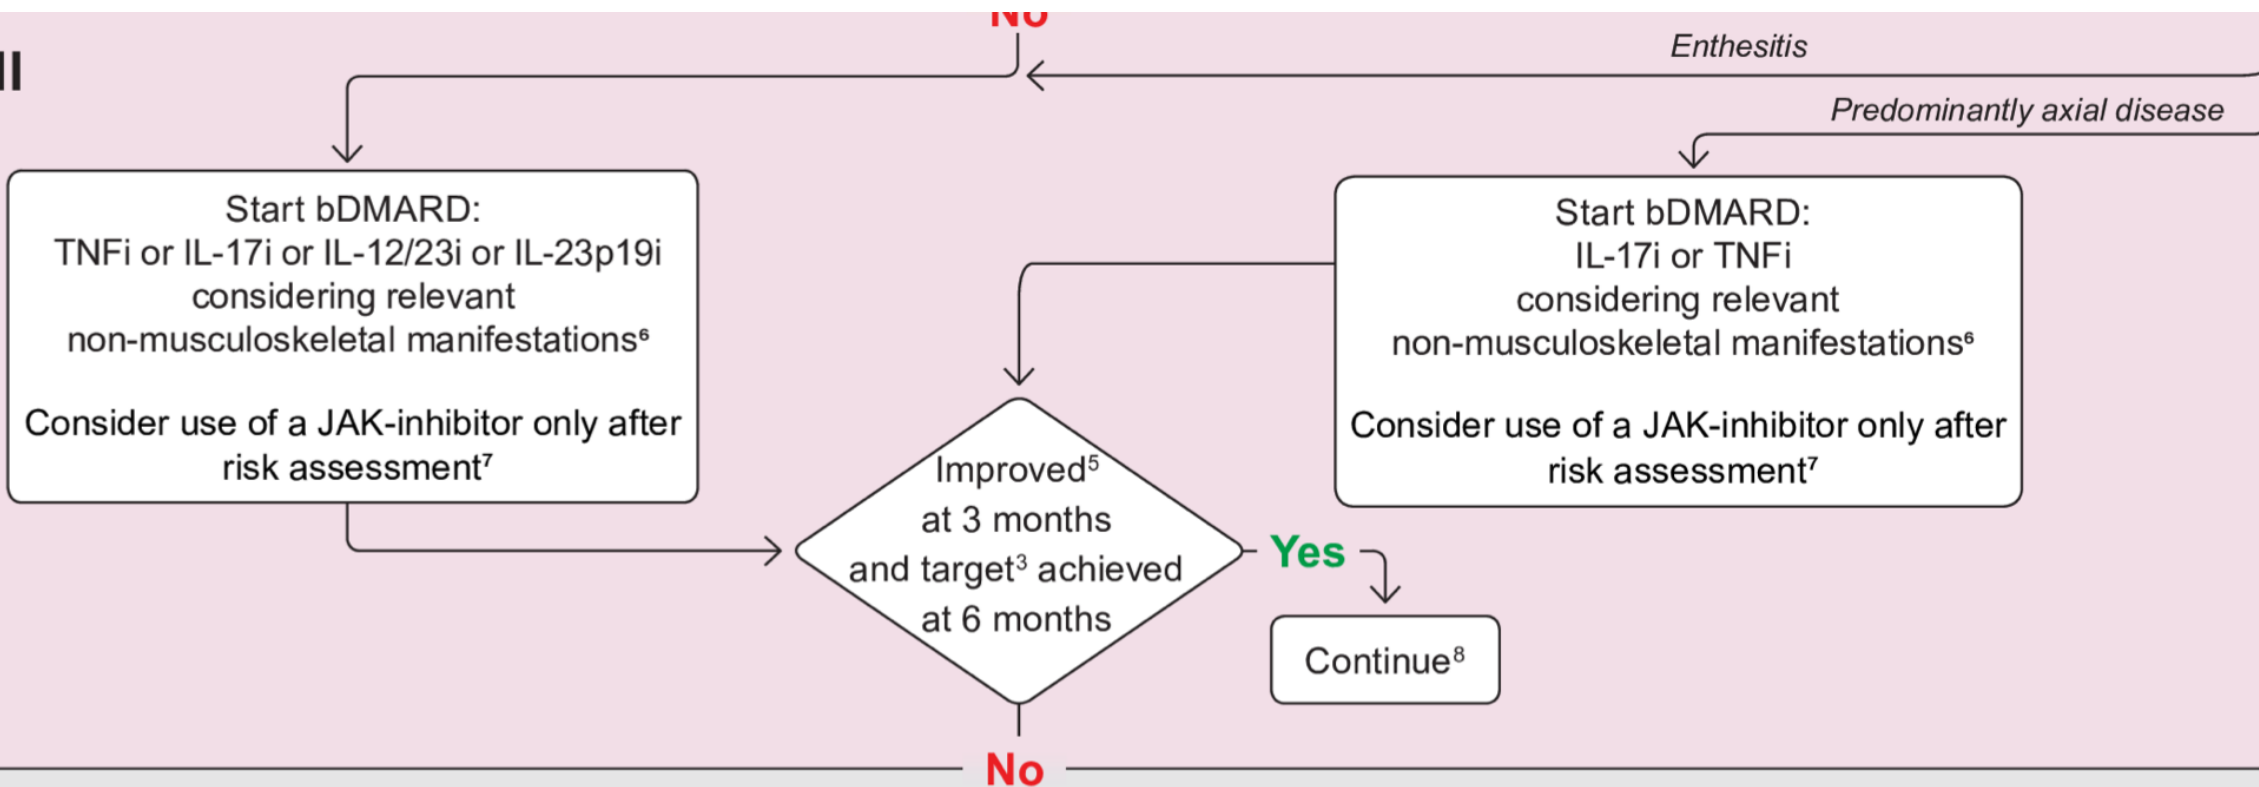 No
II
Enthesitis
Predominantly axial disease
Start bDMARD:
TNFi or IL-17i or IL-12/23i or IL-23p19i
considering relevant
non-musculoskeletal manifestations⁶
Consider use of a JAK-inhibitor only after
risk assessment⁷
Start bDMARD:
IL-17i or TNFi
considering relevant
non-musculoskeletal manifestations⁶
Consider use of a JAK-inhibitor only after
risk assessment⁷
Improved⁵
at 3 months
and target³ achieved
at 6 months
Yes
Continue⁸
No